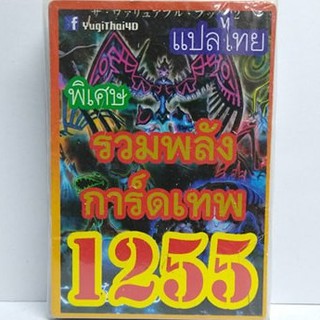 ザ・ヴァリュアブル・ブック
YugiThai4D
แปลไทย
พิเศษ
รวมพลัง
การ์ดเทพ
1255